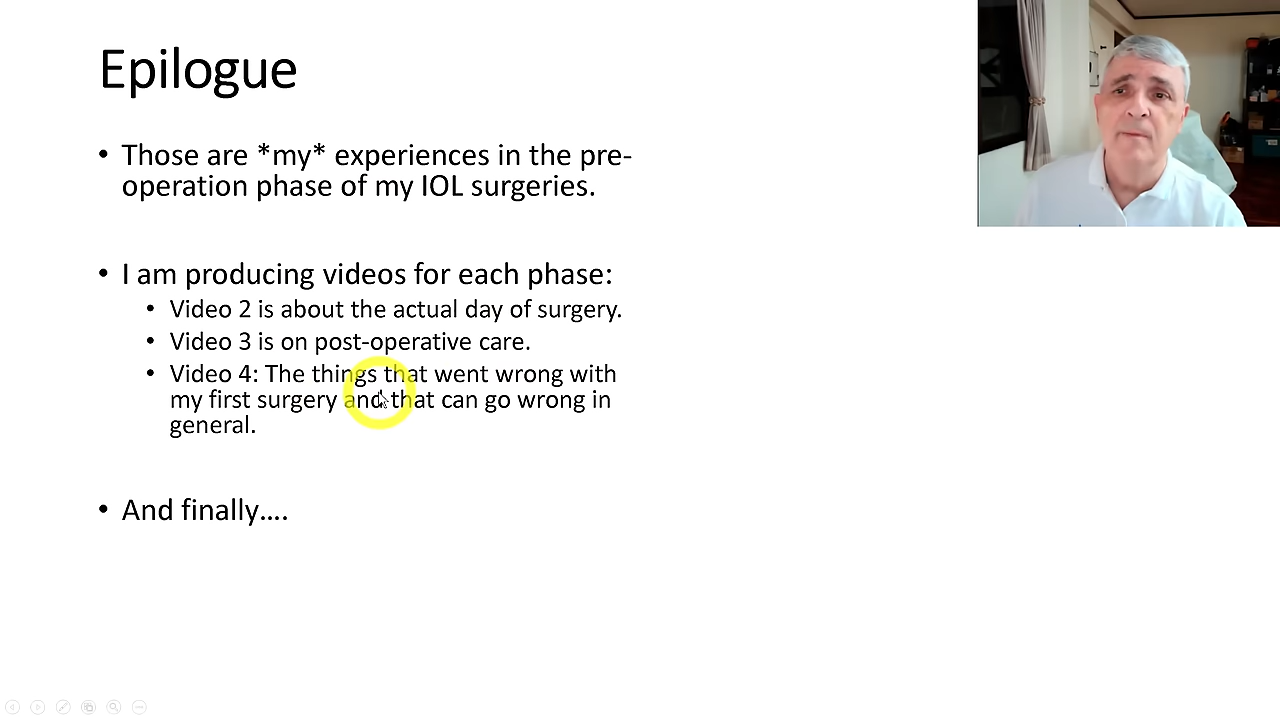 Epilogue
• Those are *my* experiences in the pre-
operation phase of my IOL surgeries.
• I am producing videos for each phase:
• Video 2 is about the actual day of surgery.
• Video 3 is on post-operative care.
• Video 4: The things that went wrong with
my first surgery and that can go wrong in
general.
• And finally....